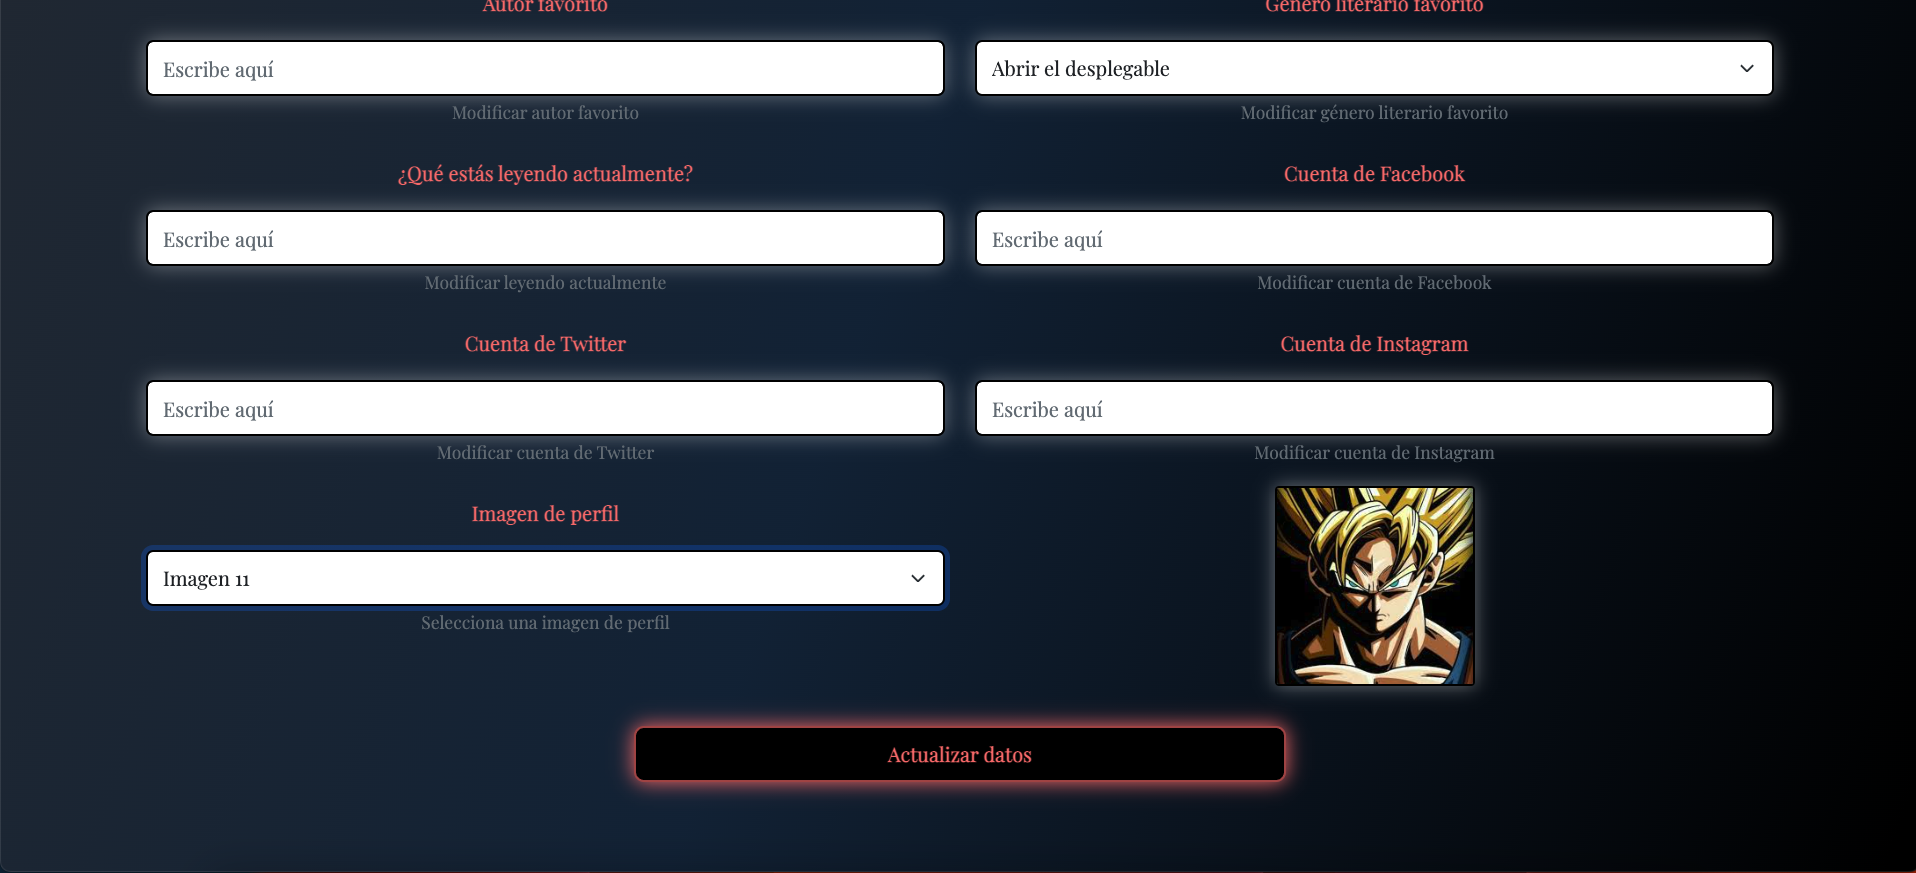 Autor favorito
Género literario favorito
Escribe aquí
Abrir el desplegable
Modificar autor favorito
Modificar género literario favorito
¿Qué estás leyendo actualmente?
Cuenta de Facebook
Escribe aquí
Escribe aquí
Modificar leyendo actualmente
Modificar cuenta de Facebook
Cuenta de Twitter
Cuenta de Instagram
Escribe aquí
Escribe aquí
Modificar cuenta de Twitter
Modificar cuenta de Instagram
Imagen de perfil
Imagen 11
Selecciona una imagen de perfil
Actualizar datos